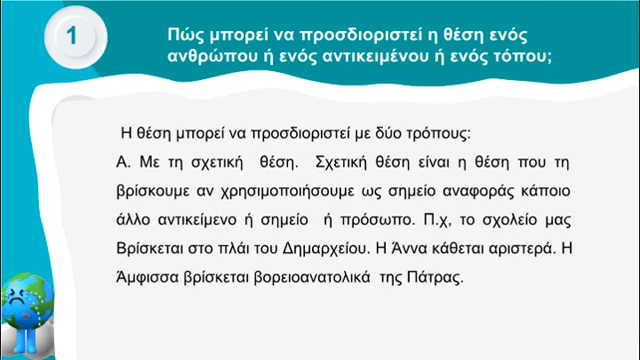 1
Πώς μπορεί να προσδιοριστεί η θέση ενός
ανθρώπου ή ενός αντικειμένου ή ενός τόπου;
Η θέση μπορεί να προσδιοριστεί με δύο τρόπους:
Α. Με τη σχετική θέση. Σχετική θέση είναι η θέση που τη
βρίσκουμε αν χρησιμοποιήσουμε ως σημείο αναφοράς κάποιο
άλλο αντικείμενο ή σημείο ή πρόσωπο. Π.χ, το σχολείο μας
Βρίσκεται στο πλάι του Δημαρχείου. Η Άννα κάθεται αριστερά. Η
Άμφισσα βρίσκεται βορειοανατολικά της Πάτρας.